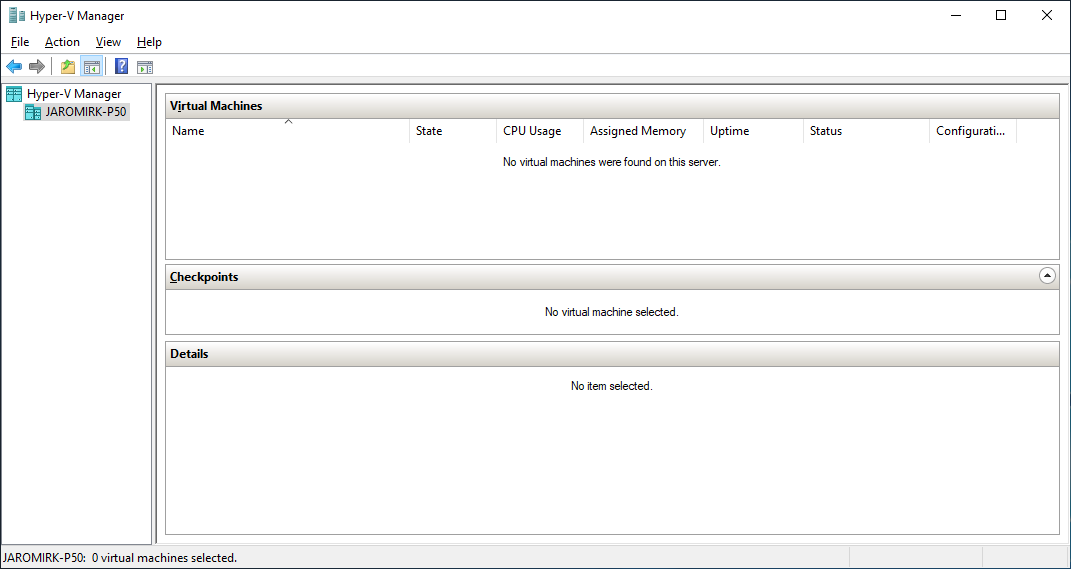 Hyper-V Manager
File Action View Help
Hyper-V Manager
JAROMIRK-P50
Virtual Machines
Name State CPU Usage Assigned Memory Uptime Status Configurati...
No virtual machines were found on this server.
Checkpoints
No virtual machine selected.
Details
No item selected.
JAROMIRK-P50: 0 virtual machines selected.